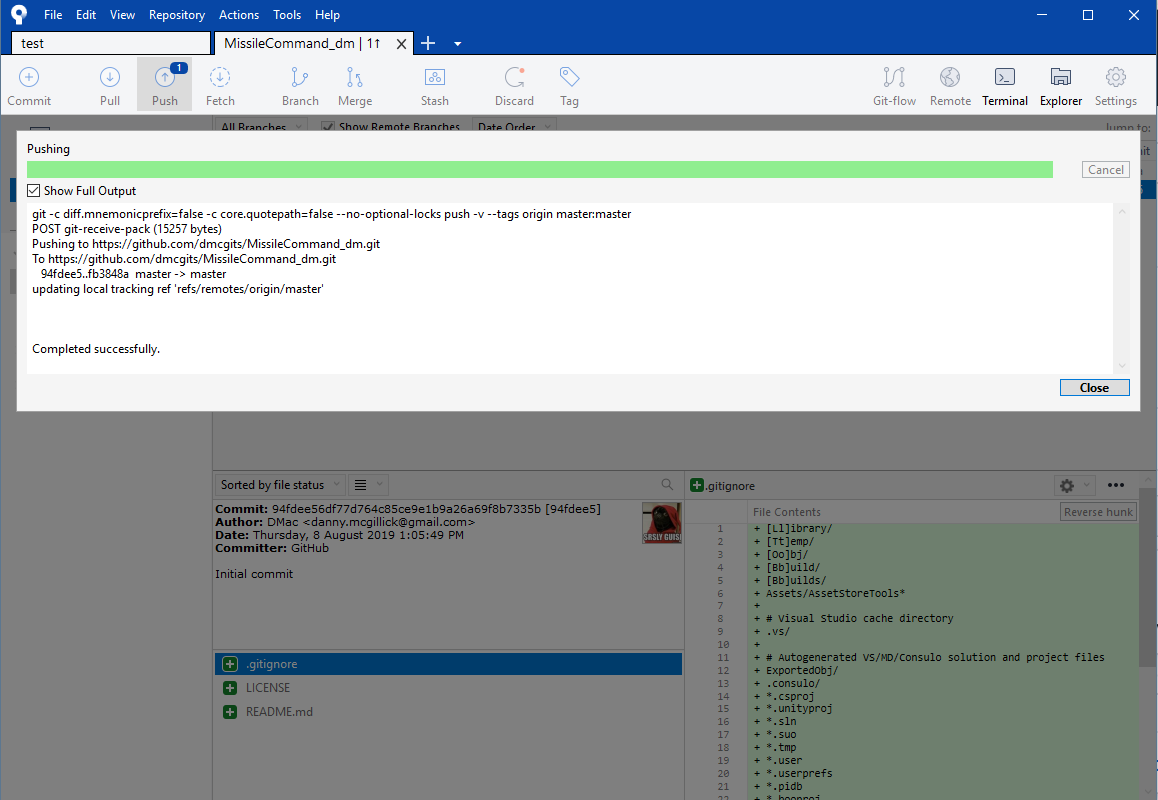 File Edit View Repository Actions Tools Help
test MissileCommand_dm | 1↑
1
Commit Pull Push Fetch Branch Merge Stash Discard Tag Git-flow Remote Terminal Explorer Settings
All Branches Show Remote Branches Date Order Jump to:
Pushing
Cancel
Show Full Output
git -c diff.mnemonicprefix=false -c core.quotepath=false --no-optional-locks push -v --tags origin master:master
POST git-receive-pack (15257 bytes)
Pushing to https://github.com/dmcgits/MissileCommand_dm.git
To https://github.com/dmcgits/MissileCommand_dm.git
94fdee5..fb3848a master -> master
updating local tracking ref 'refs/remotes/origin/master'
Completed successfully.
Close
Sorted by file status
Commit: 94fdee56df77d764c85ce9e1b9a26a69f8b7335b [94fdee5]
Author: DMac <danny.mcgillick@gmail.com>
Date: Thursday, 8 August 2019 1:05:49 PM
Committer: GitHub
Initial commit
SRSLY GUIS
.gitignore
LICENSE
README.md
.gitignore
File Contents Reverse hunk
1 + [Ll]ibrary/
2 + [Tt]emp/
3 + [Oo]bj/
4 + [Bb]uild/
5 + [Bb]uilds/
6 + Assets/AssetStoreTools*
7 +
8 + # Visual Studio cache directory
9 + .vs/
10 +
11 + # Autogenerated VS/MD/Consulo solution and project files
12 + ExportedObj/
13 + .consulo/
14 + *.csproj
15 + *.unityproj
16 + *.sln
17 + *.suo
18 + *.tmp
19 + *.user
20 + *.userprefs
21 + *.pidb
22 + *.booproj